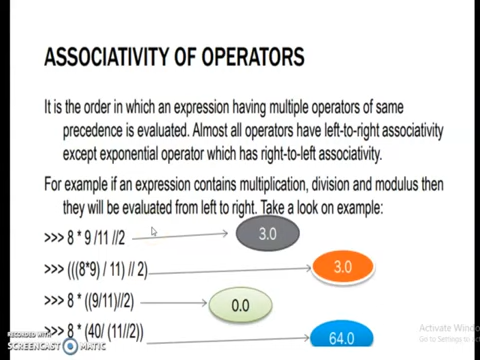 ASSOCIATIVITY OF OPERATORS
It is the order in which an expression having multiple operators of same
precedence is evaluated. Almost all operators have left-to-right associativity
except exponential operator which has right-to-left associativity.
For example if an expression contains multiplication, division and modulus then
they will be evaluated from left to right. Take a look on example:
>>> 8 * 9 /11 //2 3.0
>>> (((8*9) / 11) // 2) 3.0
>>> 8 * ((9/11)//2) 0.0
>>> 8 * (40/ (11//2)) 64.0
Activate Windo
Go to Settings to
RECORDED WITH
SCREENCAST MATIC